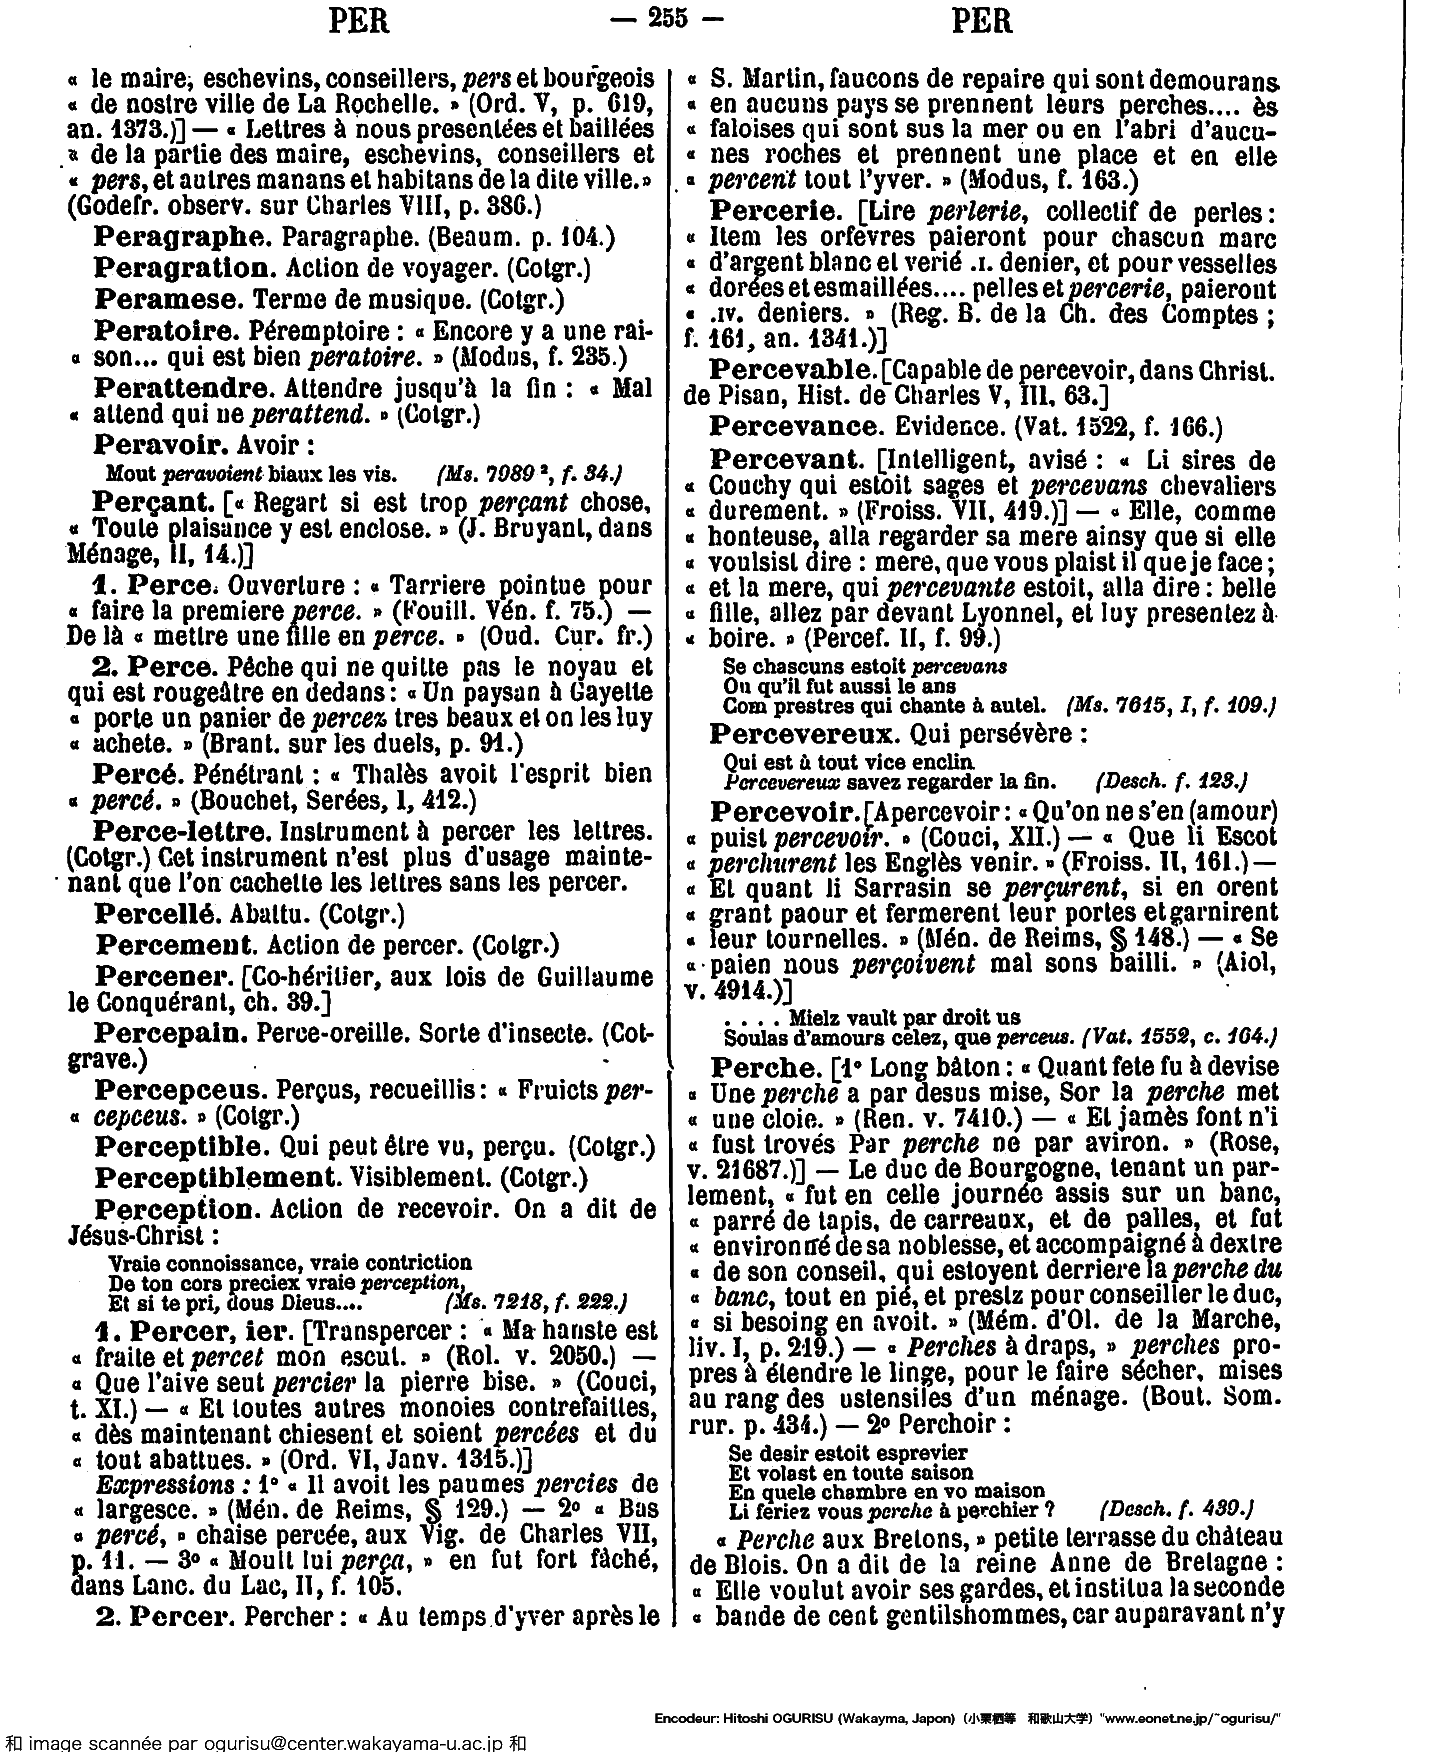 PER — 255 — PER
« le maire, eschevins, conseillers, pers et bourgeois
« de nostre ville de La Rochelle. » (Ord. V, p. 619,
an. 1373.)] — « Lettres à nous presentées et baillées
« de la partie des maire, eschevins, conseillers et
« pers, et autres manans et habitans de la dite ville.»
(Godefr. observ. sur Charles VIII, p. 386.)
Peragraphe. Paragraphe. (Beaum. p. 104.)
Peragration. Action de voyager. (Cotgr.)
Peramese. Terme de musique. (Cotgr.)
Peratoire. Péremptoire : « Encore y a une rai-
« son... qui est bien peratoire. » (Modus, f. 235.)
Perattendre. Attendre jusqu'à la fin : « Mal
« attend qui ne perattend. » (Cotgr.)
Peravoir. Avoir :
Mout peravoient biaux les vis. (Ms. 7989 ², f. 34.)
Perçant. [« Regart si est trop perçant chose,
« Toute plaisance y est enclose. » (J. Bruyant, dans
Ménage, II, 14.)]
1. Perce. Ouverture : « Tarriere pointue pour
« faire la premiere perce. » (Fouill. Vén. f. 75.) —
De là « mettre une fille en perce. » (Oud. Cur. fr.)
2. Perce. Pêche qui ne quitte pas le noyau et
qui est rougeâtre en dedans : « Un paysan à Gayette
« porte un panier de percez tres beaux et on les luy
« achete. » (Brant. sur les duels, p. 91.)
Percé. Pénétrant : « Thalès avoit l'esprit bien
« percé. » (Bouchet, Serées, I, 412.)
Perce-lettre. Instrument à percer les lettres.
(Cotgr.) Cet instrument n'est plus d'usage mainte-
nant que l'on cachette les lettres sans les percer.
Percellé. Abattu. (Cotgr.)
Percement. Action de percer. (Cotgr.)
Percener. [Co-héritier, aux lois de Guillaume
le Conquérant, ch. 39.]
Percepain. Perce-oreille. Sorte d'insecte. (Cot-
grave.)
Percepceus. Perçus, recueillis : « Fruicts per-
« cepceus. » (Cotgr.)
Perceptible. Qui peut être vu, perçu. (Cotgr.)
Perceptiblement. Visiblement. (Cotgr.)
Perception. Action de recevoir. On a dit de
Jésus-Christ :
Vraie connoissance, vraie contriction
De ton cors preciex vraie perception,
Et si te pri, dous Dieus.... (Ms. 7218, f. 222.)
1. Percer, ier. [Transpercer : « Ma hanste est
« fraite et percet mon escut. » (Rol. v. 2050.) —
« Que l'aive seut percier la pierre bise. » (Couci,
t. XI.) — « Et toutes autres monoies contrefaittes,
« dès maintenant chiesent et soient percées et du
« tout abattues. » (Ord. VI, Janv. 1315.)]
Expressions : 1° « Il avoit les paumes percies de
« largesce. » (Mén. de Reims, § 129.) — 2° « Bas
« percé, » chaise percée, aux Vig. de Charles VII,
p. 11. — 3° « Moult lui perça, » en fut fort fâché,
dans Lanc. du Lac, II, f. 105.
2. Percer. Percher : « Au temps d'yver après le
« S. Martin, faucons de repaire qui sont demourans
« en aucuns pays se prennent leurs perches.... ès
« faloises qui sont sus la mer ou en l'abri d'aucu-
« nes roches et prennent une place et en elle
« percent tout l'yver. » (Modus, f. 163.)
Percerie. [Lire perlerie, collectif de perles :
« Item les orfevres paieront pour chascun marc
« d'argent blanc et verié .I. denier, et pour vesselles
« dorées et esmaillées.... pelles et percerie, paieront
« .IV. deniers. » (Reg. B. de la Ch. des Comptes ;
f. 161, an. 1341.)]
Percevable. [Capable de percevoir, dans Christ.
de Pisan, Hist. de Charles V, III, 63.]
Percevance. Evidence. (Vat. 1522, f. 166.)
Percevant. [Intelligent, avisé : « Li sires de
« Couchy qui estoit sages et percevans chevaliers
« durement. » (Froiss. VII, 419.)] — « Elle, comme
« honteuse, alla regarder sa mere ainsy que si elle
« voulsist dire : mere, que vous plaist il que je face ;
« et la mere, qui percevante estoit, alla dire : belle
« fille, allez par devant Lyonnel, et luy presentez à
« boire. » (Percef. II, f. 99.)
Se chascuns estoit percevans
Ou qu'il fut aussi le ans
Com prestres qui chante à autel. (Ms. 7615, I, f. 109.)
Percevereux. Qui persévère :
Qui est à tout vice enclin
Percevereux savez regarder la fin. (Desch. f. 123.)
Percevoir. [Apercevoir : « Qu'on ne s'en (amour)
« puist percevoir. » (Couci, XII.) — « Que li Escot
« perchurent les Englès venir. » (Froiss. II, 161.) —
« Et quant li Sarrasin se perçurent, si en orent
« grant paour et fermerent leur portes et garnirent
« leur tournelles. » (Mén. de Reims, § 148.) — « Se
« paien nous perçoivent mal sons bailli. » (Aiol,
v. 4914.)]
. . . . Mielz vault par droit us
Soulas d'amours celez, que perceus. (Vat. 1552, c. 164.)
Perche. [1° Long bâton : « Quant fete fu à devise
« Une perche a par desus mise, Sor la perche met
« une cloie. » (Ren. v. 7410.) — « Et jamès font n'i
« fust trovés Par perche ne par aviron. » (Rose,
v. 21687.)] — Le duc de Bourgogne, tenant un par-
lement, « fut en celle journée assis sur un banc,
« parré de tapis, de carreaux, et de palles, et fut
« environné de sa noblesse, et accompaigné à dextre
« de son conseil, qui estoyent derriere la perche du
« banc, tout en pié, et prestz pour conseiller le duc,
« si besoing en avoit. » (Mém. d'Ol. de la Marche,
liv. I, p. 219.) — « Perches à draps, » perches pro-
pres à étendre le linge, pour le faire sécher, mises
au rang des ustensiles d'un ménage. (Bout. Som.
rur. p. 434.) — 2° Perchoir :
Se desir estoit esprevier
Et volast en toute saison
En quele chambre en vo maison
Li feriez vous perche à perchier ? (Desch. f. 439.)
« Perche aux Bretons, » petite terrasse du château
de Blois. On a dit de la reine Anne de Bretagne :
« Elle voulut avoir ses gardes, et institua la seconde
« bande de cent gentilshommes, car auparavant n'y
Encodeur: Hitoshi OGURISU (Wakayma, Japon) (小栗栖等 和歌山大学) "www.eonet.ne.jp/~ogurisu/"
和 image scannée par ogurisu@center.wakayama-u.ac.jp 和